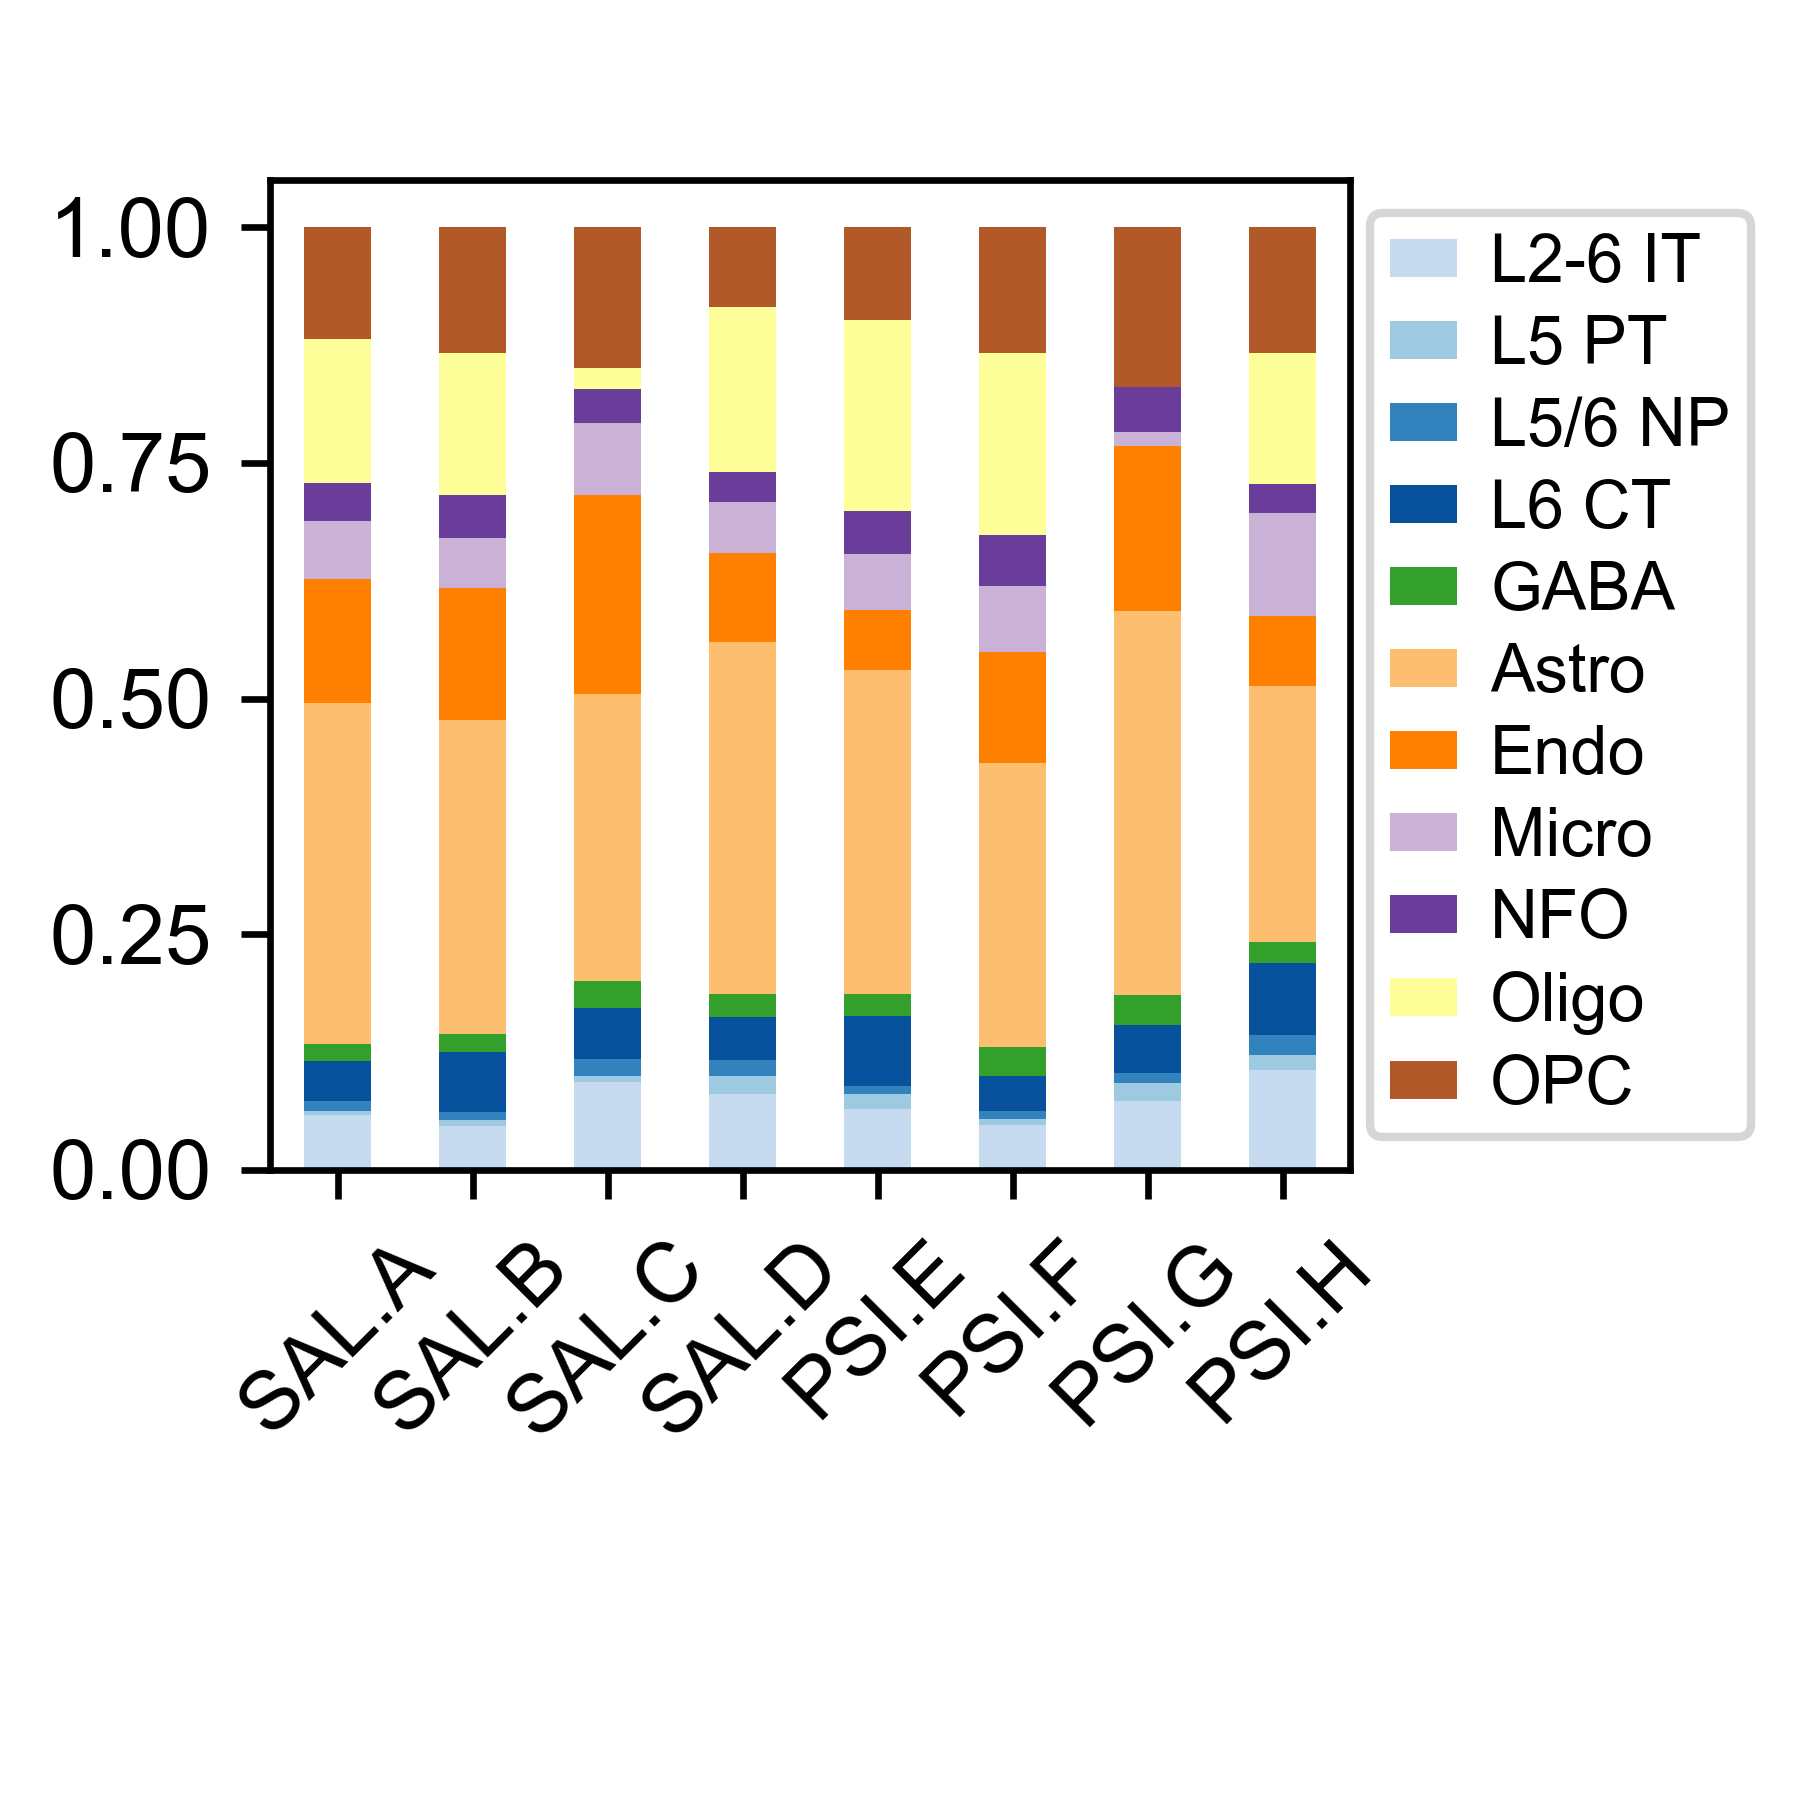 1.00
0.75
0.50
0.25
0.00
SAL.A
SAL.B
SAL.C
SAL.D
PSI.E
PSI.F
PSI.G
PSI.H
L2-6 IT
L5 PT
L5/6 NP
L6 CT
GABA
Astro
Endo
Micro
NFO
Oligo
OPC